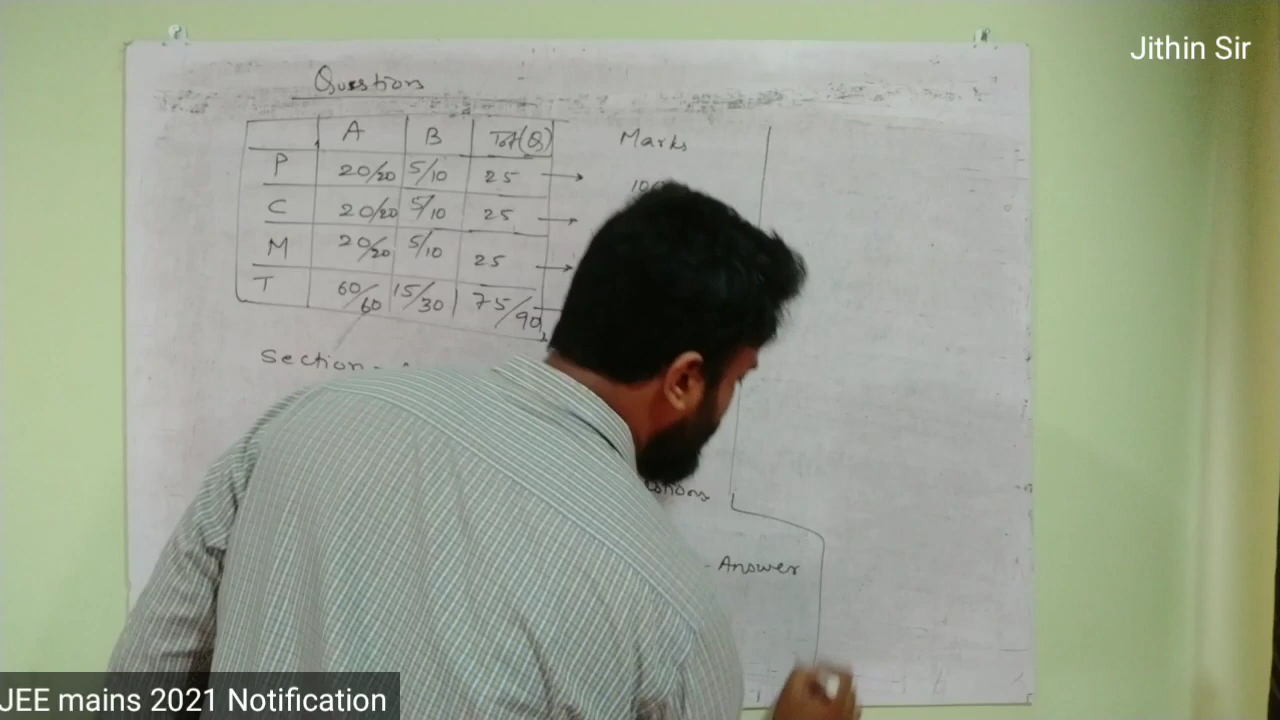 Jithin Sir
Questions
A B Tot(Q) Marks
P 20/20 5/10 25 →
C 20/20 5/10 25 →
M 20/20 5/10 25 →
T 60/60 15/30 75/90
Section -
- Answer
JEE mains 2021 Notification